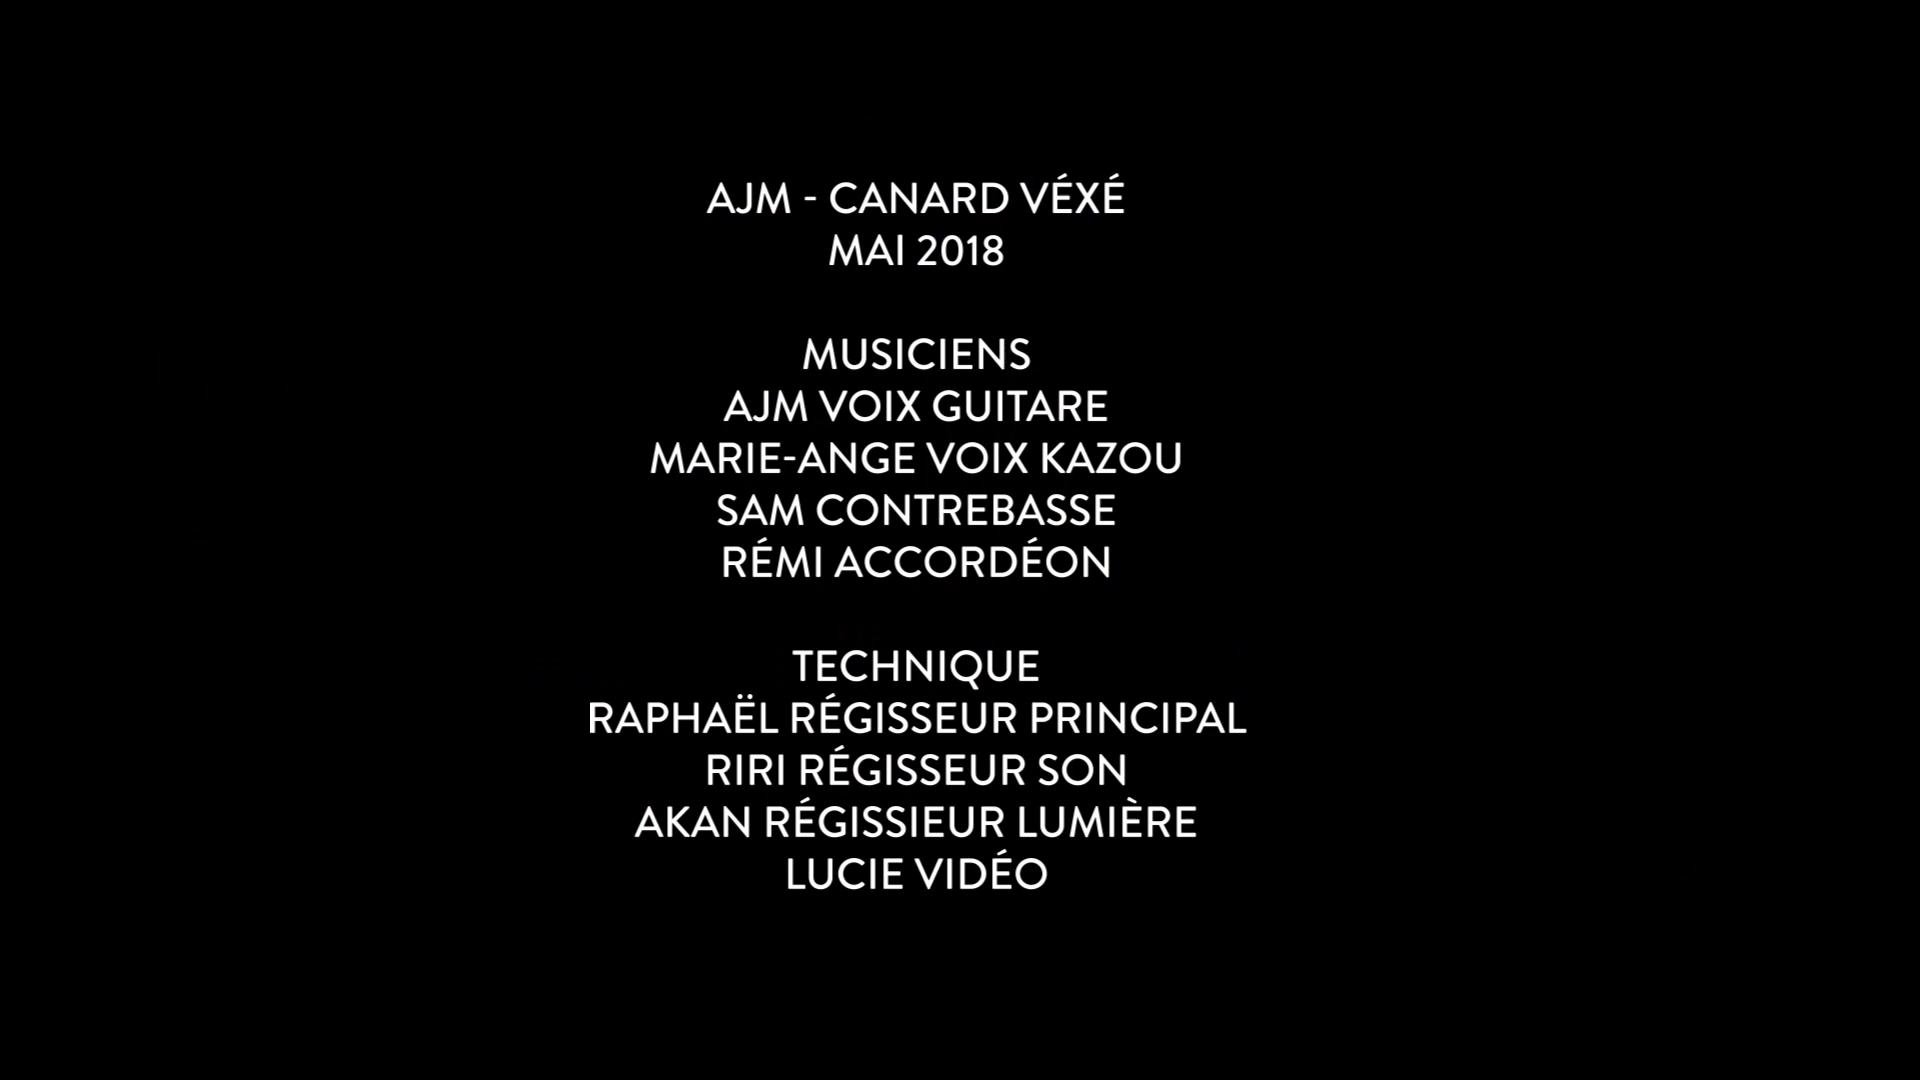 AJM - CANARD VÉXÉ
MAI 2018
MUSICIENS
AJM VOIX GUITARE
MARIE-ANGE VOIX KAZOU
SAM CONTREBASSE
RÉMI ACCORDÉON
TECHNIQUE
RAPHAËL RÉGISSEUR PRINCIPAL
RIRI RÉGISSEUR SON
AKAN RÉGISSIEUR LUMIÈRE
LUCIE VIDÉO